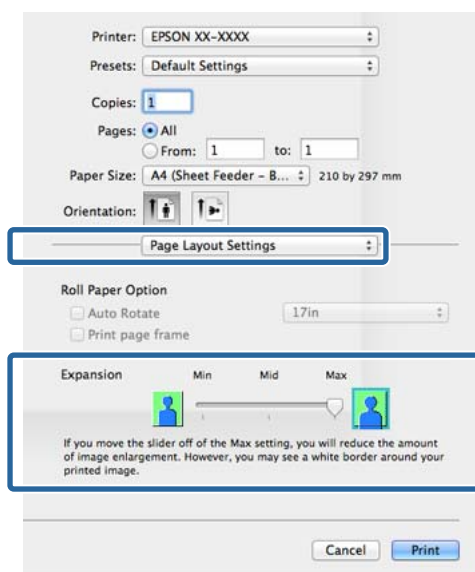 Printer: EPSON XX-XXXX
Presets: Default Settings
Copies: 1
Pages: All
From: 1 to: 1
Paper Size: A4 (Sheet Feeder – B... 210 by 297 mm
Orientation:
Page Layout Settings
Roll Paper Option
Auto Rotate 17in
Print page frame
Expansion Min Mid Max
If you move the slider off of the Max setting, you will reduce the amount
of image enlargement. However, you may see a white border around your
printed image.
Cancel Print